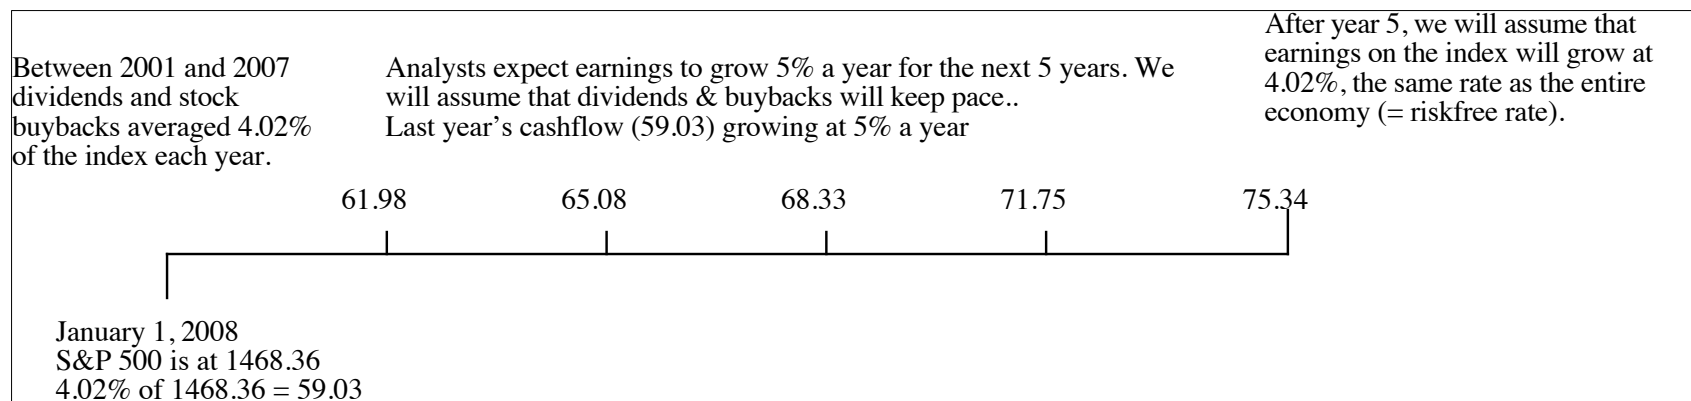 Between 2001 and 2007
dividends and stock
buybacks averaged 4.02%
of the index each year.
Analysts expect earnings to grow 5% a year for the next 5 years. We
will assume that dividends & buybacks will keep pace..
Last year’s cashflow (59.03) growing at 5% a year
After year 5, we will assume that
earnings on the index will grow at
4.02%, the same rate as the entire
economy (= riskfree rate).
61.98 65.08 68.33 71.75 75.34
January 1, 2008
S&P 500 is at 1468.36
4.02% of 1468.36 = 59.03